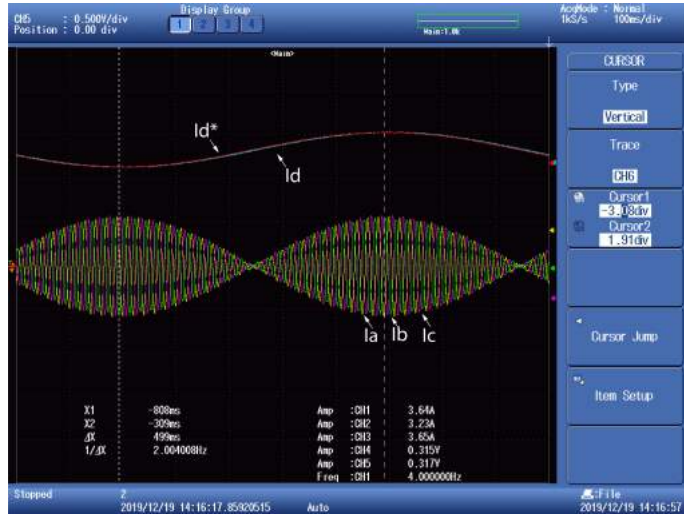 CH5 : 0.500V/div
Position : 0.00 div
Display Group
1 2 3 4
Main:1.0k
AcqMode : Normal
1kS/s 100ms/div
<Main>
CURSOR
Type
Vertical
Trace
CH6
Cursor1
-3.08div
Cursor2
1.91div
Cursor Jump
Item Setup
Id*
Id
Ia Ib Ic
X1 -808ms
X2 -309ms
ΔX 499ms
1/ΔX 2.004008Hz
Amp :CH1 3.64A
Amp :CH2 3.23A
Amp :CH3 3.65A
Amp :CH4 0.315V
Amp :CH5 0.317V
Freq :CH1 4.000000Hz
Stopped 2
2019/12/19 14:16:17.85920515 Auto
File
2019/12/19 14:16:57